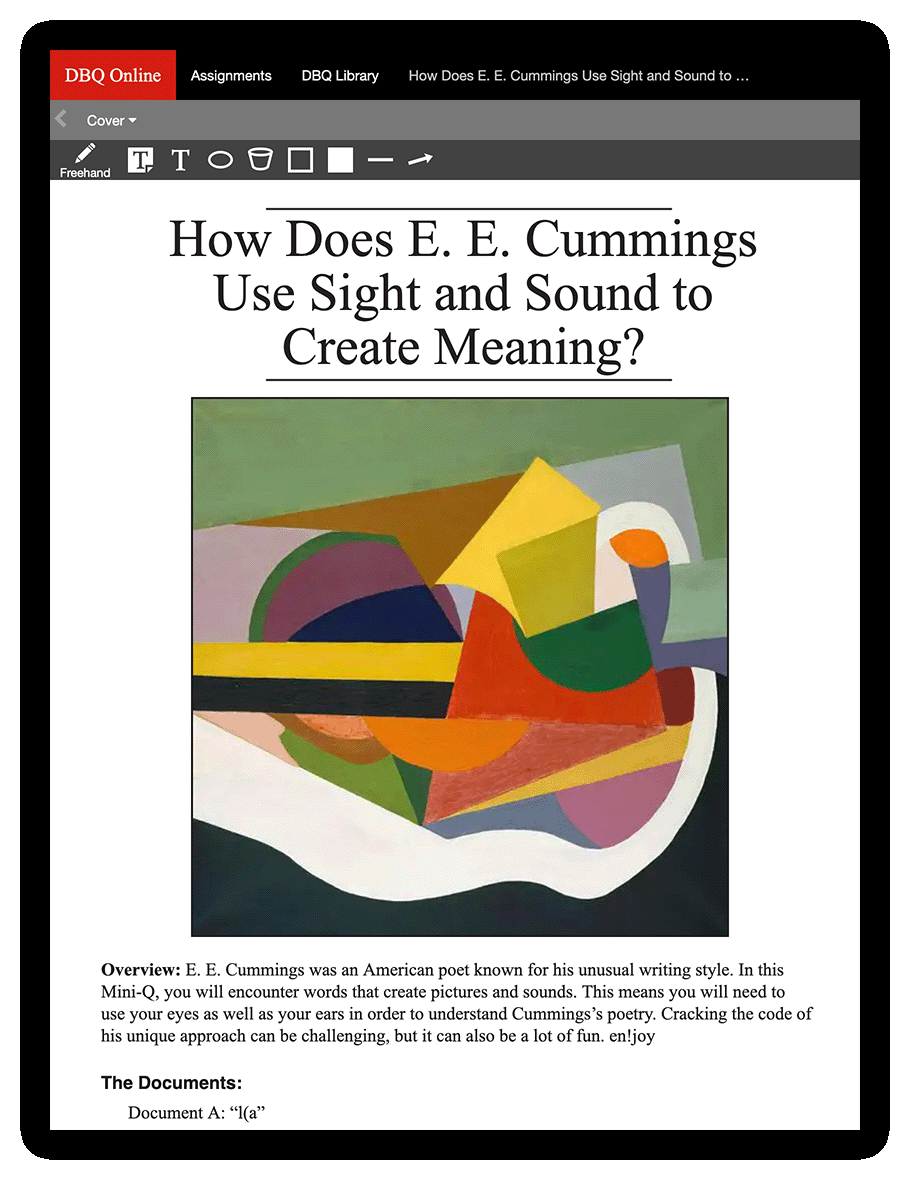 DBQ Online Assignments DBQ Library How Does E. E. Cummings Use Sight and Sound to ...
Cover
Freehand T T
How Does E. E. Cummings
Use Sight and Sound to
Create Meaning?
Overview: E. E. Cummings was an American poet known for his unusual writing style. In this
Mini-Q, you will encounter words that create pictures and sounds. This means you will need to
use your eyes as well as your ears in order to understand Cummings’s poetry. Cracking the code of
his unique approach can be challenging, but it can also be a lot of fun. en!joy
The Documents:
Document A: “l(a”